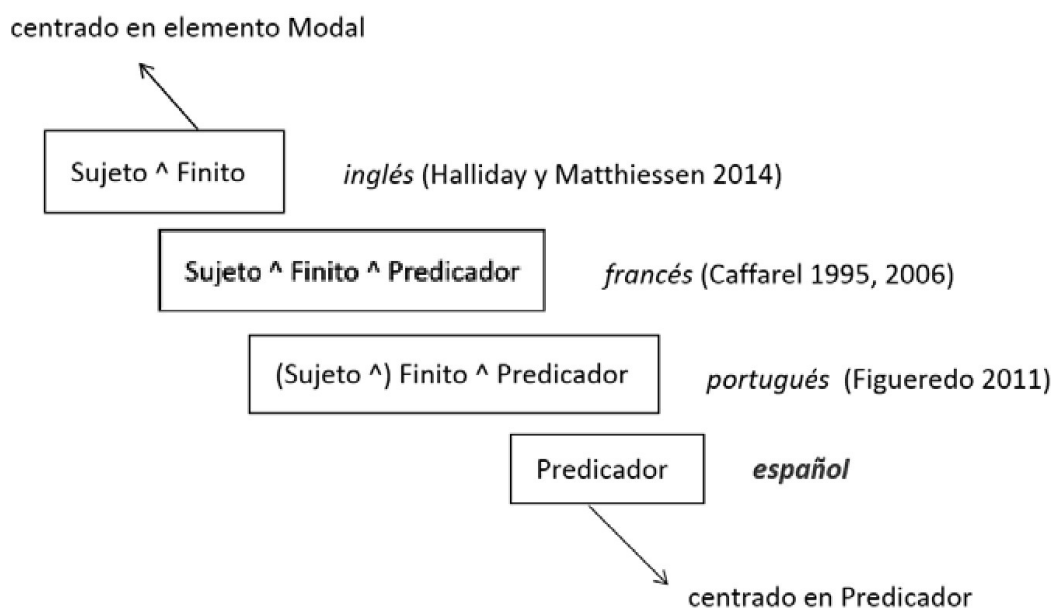 centrado en elemento Modal
Sujeto ^ Finito
inglés (Halliday y Matthiessen 2014)
Sujeto ^ Finito ^ Predicador
francés (Caffarel 1995, 2006)
(Sujeto ^) Finito ^ Predicador
portugués (Figueredo 2011)
Predicador
español
centrado en Predicador